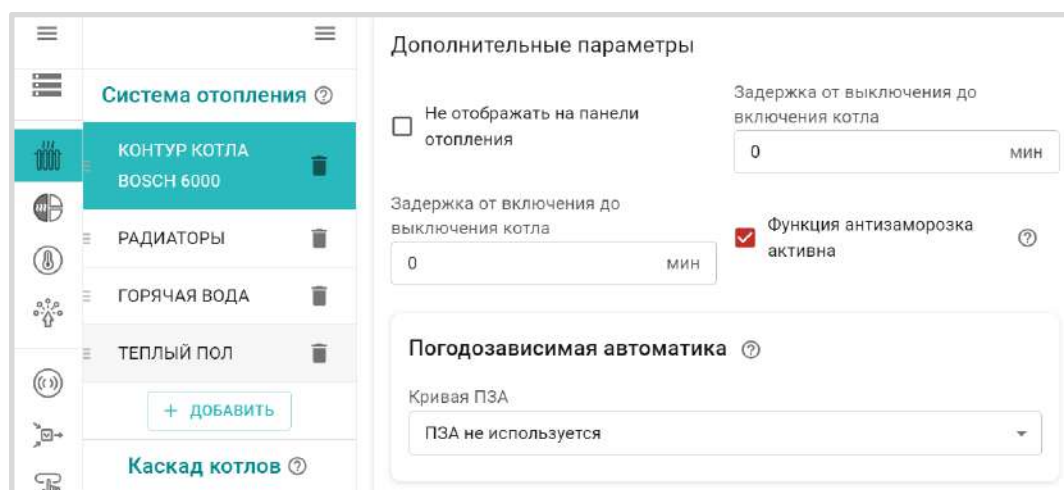 Система отопления
КОНТУР КОТЛА
BOSCH 6000
РАДИАТОРЫ
ГОРЯЧАЯ ВОДА
ТЕПЛЫЙ ПОЛ
+ ДОБАВИТЬ
Каскад котлов
Дополнительные параметры
Не отображать на панели
отопления
Задержка от выключения до
включения котла
0 мин
Задержка от включения до
выключения котла
0 мин
Функция антизаморозка
активна
Погодозависимая автоматика
Кривая ПЗА
ПЗА не используется